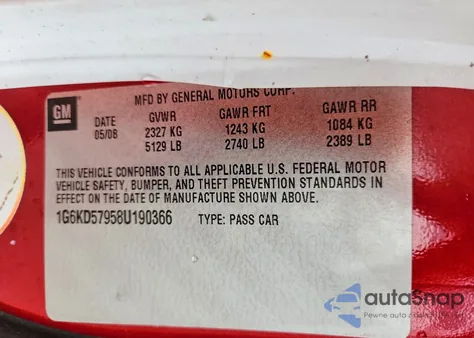 MFD BY GENERAL MOTORS CORP.
GM
DATE GVWR GAWR FRT GAWR RR
05/08 2327 KG 1243 KG 1084 KG
5129 LB 2740 LB 2389 LB
THIS VEHICLE CONFORMS TO ALL APPLICABLE U.S. FEDERAL MOTOR
VEHICLE SAFETY, BUMPER, AND THEFT PREVENTION STANDARDS IN
EFFECT ON THE DATE OF MANUFACTURE SHOWN ABOVE.
1G6KD57958U190366 TYPE: PASS CAR
autoSnap
Pewne auta z